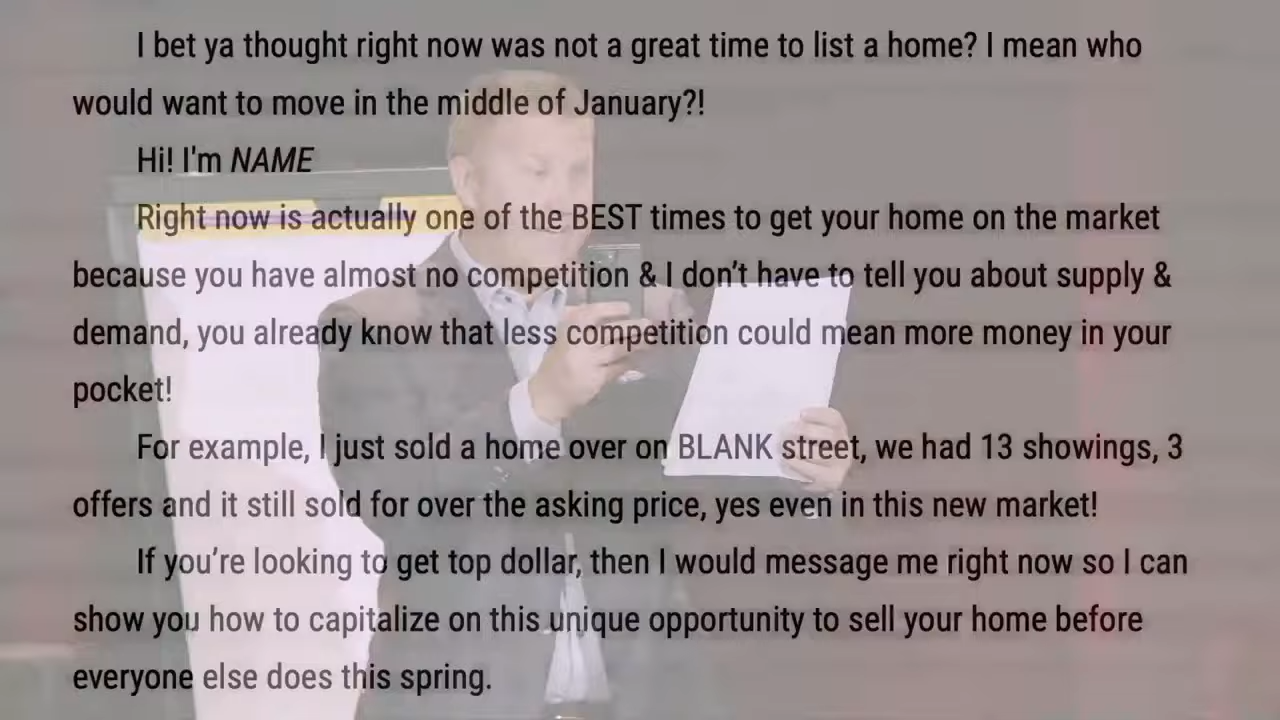 I bet ya thought right now was not a great time to list a home? I mean who
would want to move in the middle of January?!
Hi! I'm NAME
Right now is actually one of the BEST times to get your home on the market
because you have almost no competition & I don’t have to tell you about supply &
demand, you already know that less competition could mean more money in your
pocket!
For example, I just sold a home over on BLANK street, we had 13 showings, 3
offers and it still sold for over the asking price, yes even in this new market!
If you’re looking to get top dollar, then I would message me right now so I can
show you how to capitalize on this unique opportunity to sell your home before
everyone else does this spring.